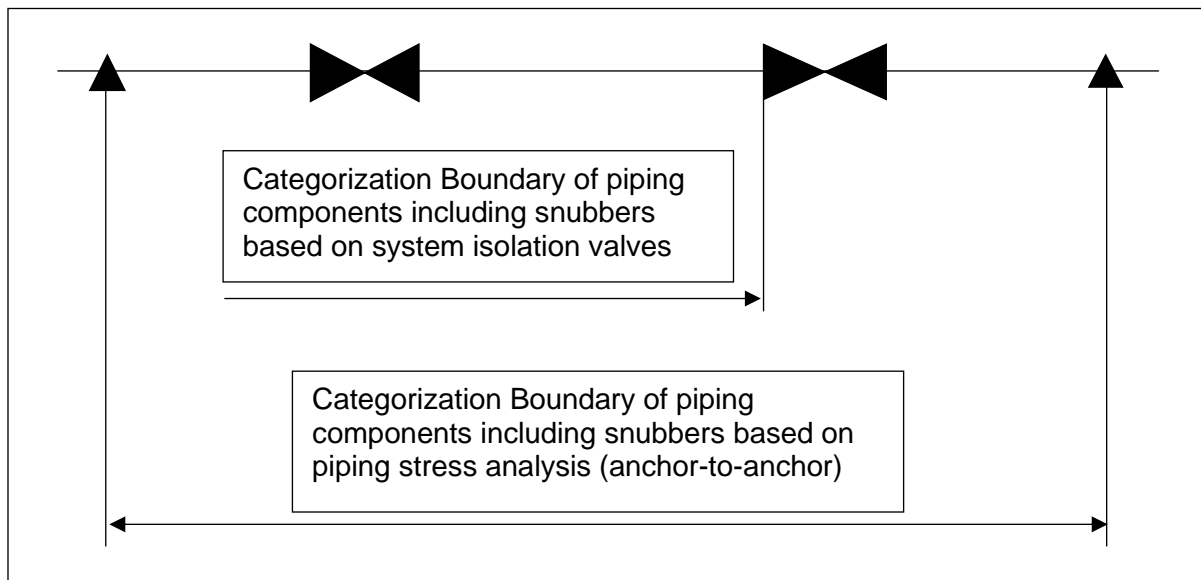 Categorization Boundary of piping
components including snubbers
based on system isolation valves
Categorization Boundary of piping
components including snubbers based on
piping stress analysis (anchor-to-anchor)